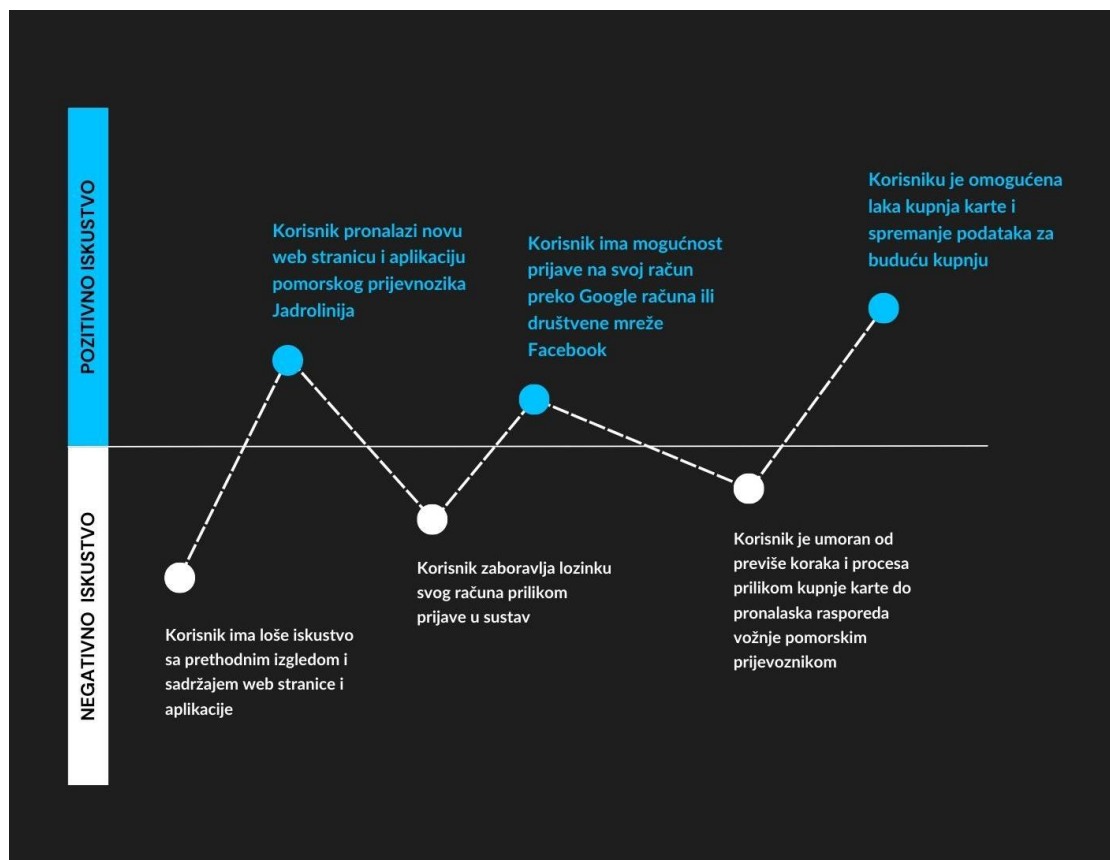 POZITIVNO ISKUSTVO
NEGATIVNO ISKUSTVO
Korisnik ima loše iskustvo
sa prethodnim izgledom i
sadržajem web stranice i
aplikacije
Korisnik pronalazi novu
web stranicu i aplikaciju
pomorskog prijevnozika
Jadrolinija
Korisnik zaboravlja lozinku
svog računa prilikom
prijave u sustav
Korisnik ima mogućnost
prijave na svoj račun
preko Google računa ili
društvene mreže
Facebook
Korisnik je umoran od
previše koraka i procesa
prilikom kupnje karte do
pronalaska rasporeda
vožnje pomorskim
prijevoznikom
Korisniku je omogućena
laka kupnja karte i
spremanje podataka za
buduću kupnju